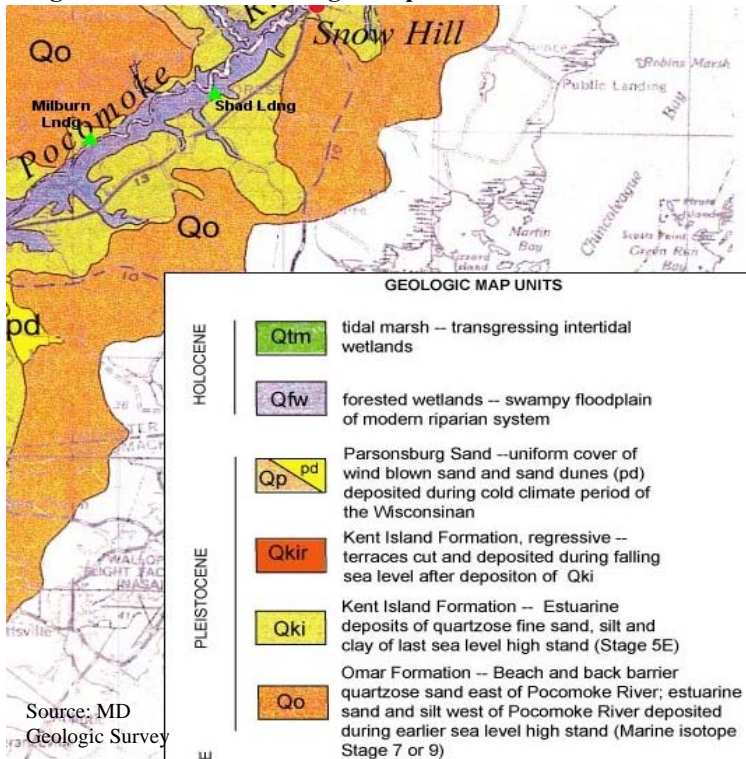 Snow Hill
Qo
Robins Marsh
Public Landing
Bay
Milburn
Lndg
Shad Ldng
Pocomoke
13
10
Qo
Martin
Bay
Chincoteague
Green Run
Bay
10
pd
GEOLOGIC MAP UNITS
HOLOCENE
Qtm
tidal marsh -- transgressing intertidal
wetlands
Qfw
forested wetlands -- swampy floodplain
of modern riparian system
PLEISTOCENE
Qp
pd
Parsonsburg Sand --uniform cover of
wind blown sand and sand dunes (pd)
deposited during cold climate period of
the Wisconsinan
Qkir
Kent Island Formation, regressive --
terraces cut and deposited during falling
sea level after depositon of Qki
Qki
Kent Island Formation -- Estuarine
deposits of quartzose fine sand, silt and
clay of last sea level high stand (Stage 5E)
Qo
Omar Formation -- Beach and back barrier
quartzose sand east of Pocomoke River; estuarine
sand and silt west of Pocomoke River deposited
during earlier sea level high stand (Marine isotope
Stage 7 or 9)
Source: MD
Geologic Survey